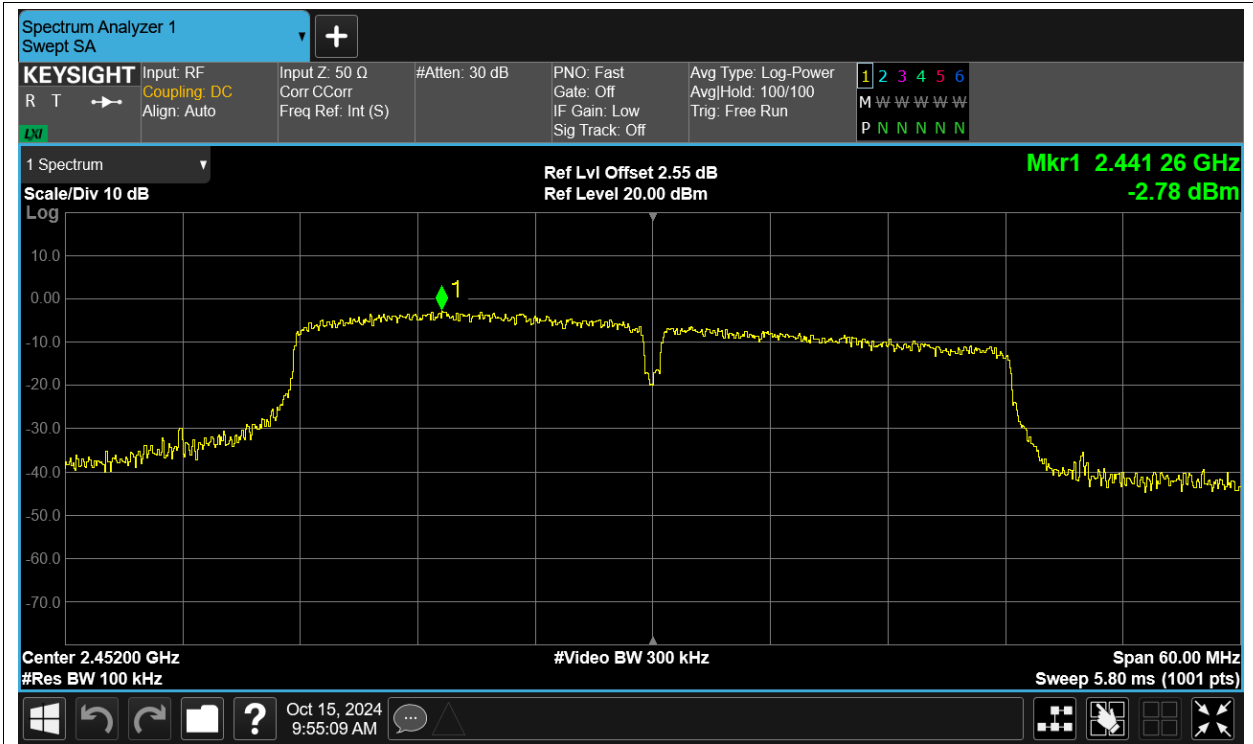 Spectrum Analyzer 1
Swept SA
KEYSIGHT
R T
LXI
Input: RF
Coupling: DC
Align: Auto
Input Z: 50 Ω
Corr CCorr
Freq Ref: Int (S)
#Atten: 30 dB
PNO: Fast
Gate: Off
IF Gain: Low
Sig Track: Off
Avg Type: Log-Power
Avg|Hold: 100/100
Trig: Free Run
1 2 3 4 5 6
M W W W W W
P N N N N N
1 Spectrum
Scale/Div 10 dB
Log
Ref Lvl Offset 2.55 dB
Ref Level 20.00 dBm
Mkr1 2.441 26 GHz
-2.78 dBm
1
10.0
0.00
-10.0
-20.0
-30.0
-40.0
-50.0
-60.0
-70.0
Center 2.45200 GHz
#Res BW 100 kHz
#Video BW 300 kHz
Span 60.00 MHz
Sweep 5.80 ms (1001 pts)
?
Oct 15, 2024
9:55:09 AM